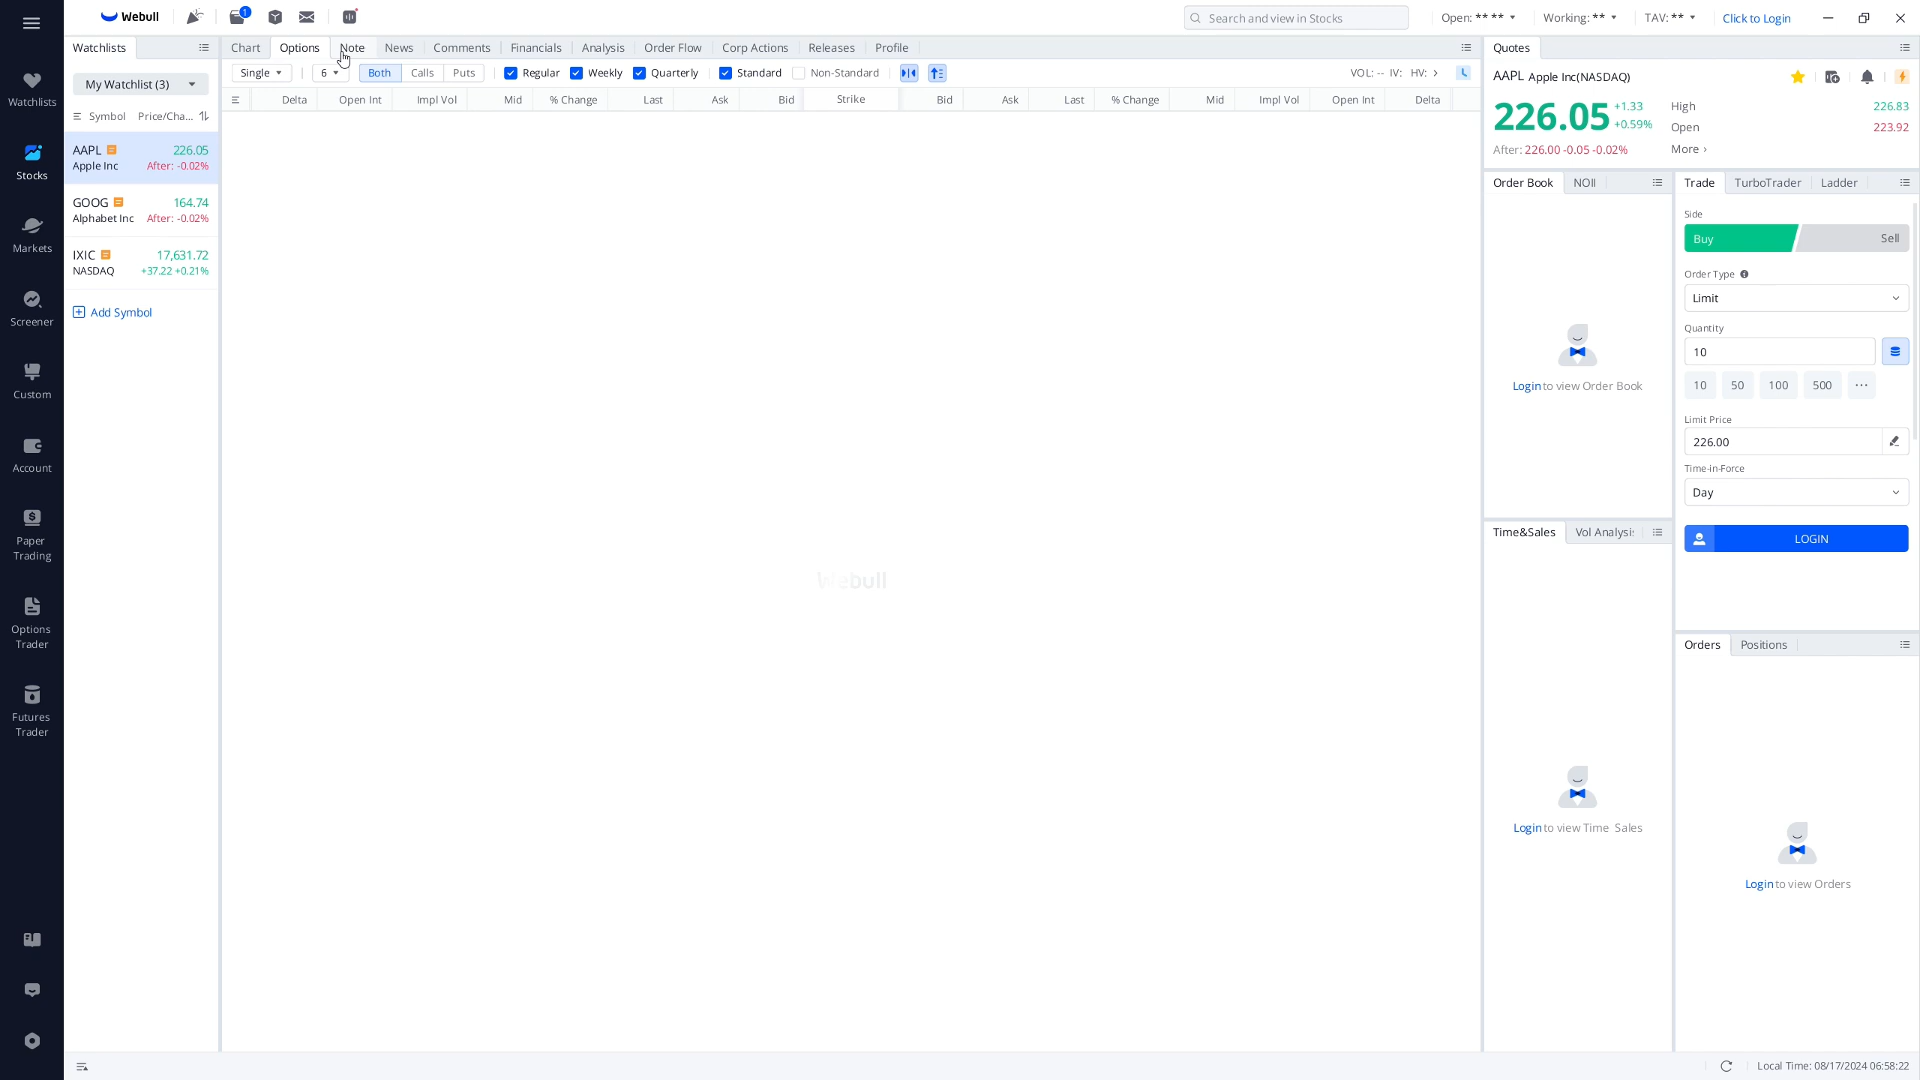 Webull
1
Search and view in Stocks
Open: ** **
Working: **
TAV: **
Click to Login
Watchlists
Stocks
Markets
Screener
Custom
Account
Paper
Trading
Options
Trader
Futures
Trader
Watchlists
My Watchlist (3)
Symbol Price/Cha...
AAPL 226.05
Apple Inc After: -0.02%
GOOG 164.74
Alphabet Inc After: -0.02%
IXIC 17,631.72
NASDAQ +37.22 +0.21%
Add Symbol
Chart Options Note News Comments Financials Analysis Order Flow Corp Actions Releases Profile
Single 6 Both Calls Puts Regular Weekly Quarterly Standard Non-Standard VOL: -- IV: HV: >
Delta Open Int Impl Vol Mid % Change Last Ask Bid Strike Bid Ask Last % Change Mid Impl Vol Open Int Delta
Webull
Quotes
AAPL Apple Inc(NASDAQ)
226.05 +1.33 +0.59%
After: 226.00 -0.05 -0.02%
High 226.83
Open 223.92
More >
Order Book NOII
Login to view Order Book
Time&Sales Vol Analysi
Login to view Time Sales
Trade TurboTrader Ladder
Side
Buy Sell
Order Type
Limit
Quantity
10
10 50 100 500 ...
Limit Price
226.00
Time-in-Force
Day
LOGIN
Orders Positions
Login to view Orders
Local Time: 08/17/2024 06:58:22